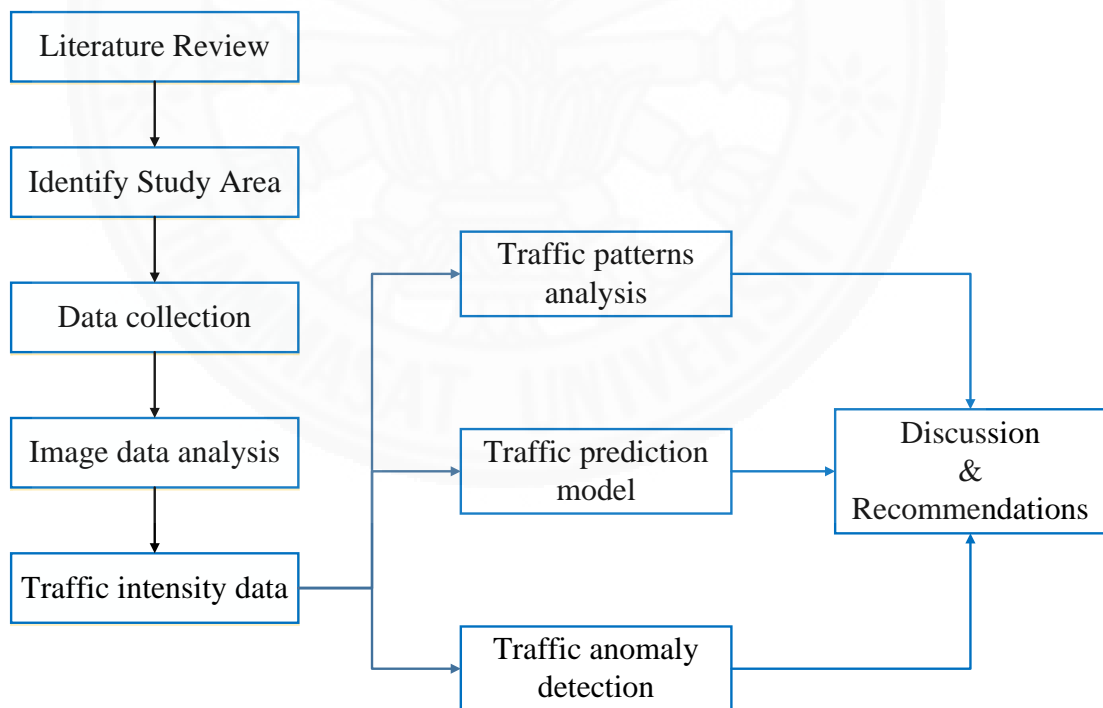 Literature Review
Identify Study Area
Data collection
Image data analysis
Traffic intensity data
Traffic patterns
analysis
Traffic prediction
model
Traffic anomaly
detection
Discussion
&
Recommendations
UNIVERSITY